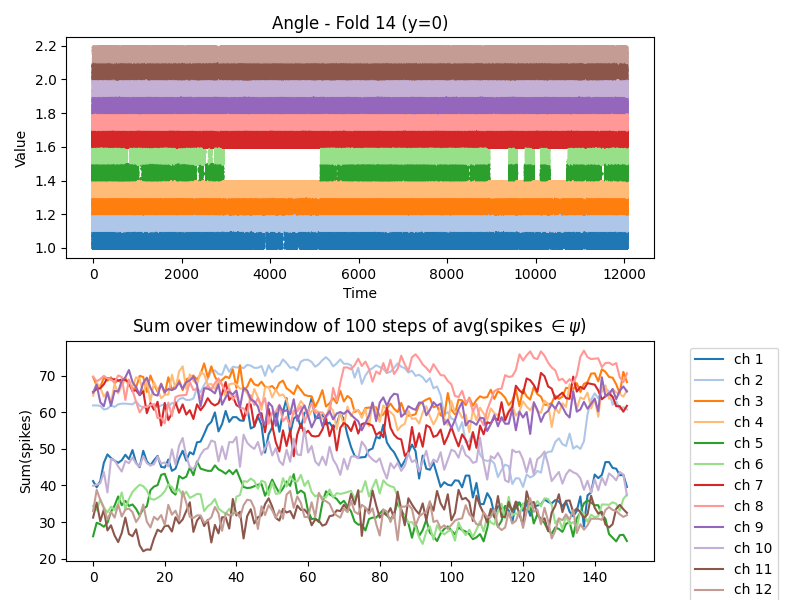 Angle - Fold 14 (y=0)
2.2
2.0
1.8
1.6
1.4
1.2
1.0
Value
0 2000 4000 6000 8000 10000 12000
Time
Sum over timewindow of 100 steps of avg(spikes ∈ ψ)
70
60
50
40
30
20
Sum(spikes)
0 20 40 60 80 100 120 140
ch 1
ch 2
ch 3
ch 4
ch 5
ch 6
ch 7
ch 8
ch 9
ch 10
ch 11
ch 12